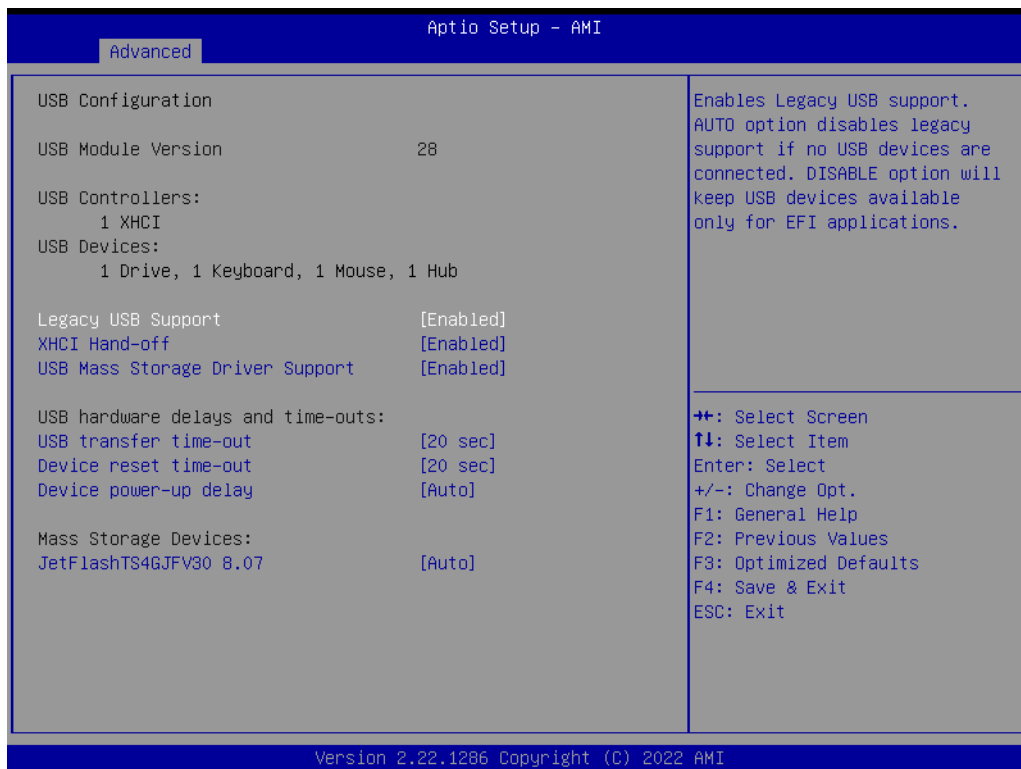 Aptio Setup – AMI
Advanced
USB Configuration
USB Module Version 28
USB Controllers:
1 XHCI
USB Devices:
1 Drive, 1 Keyboard, 1 Mouse, 1 Hub
Legacy USB Support [Enabled]
XHCI Hand-off [Enabled]
USB Mass Storage Driver Support [Enabled]
USB hardware delays and time-outs:
USB transfer time-out [20 sec]
Device reset time-out [20 sec]
Device power-up delay [Auto]
Mass Storage Devices:
JetFlashTS4GJFV30 8.07 [Auto]
Enables Legacy USB support.
AUTO option disables legacy
support if no USB devices are
connected. DISABLE option will
keep USB devices available
only for EFI applications.
→←: Select Screen
↑↓: Select Item
Enter: Select
+/-: Change Opt.
F1: General Help
F2: Previous Values
F3: Optimized Defaults
F4: Save & Exit
ESC: Exit
Version 2.22.1286 Copyright (C) 2022 AMI